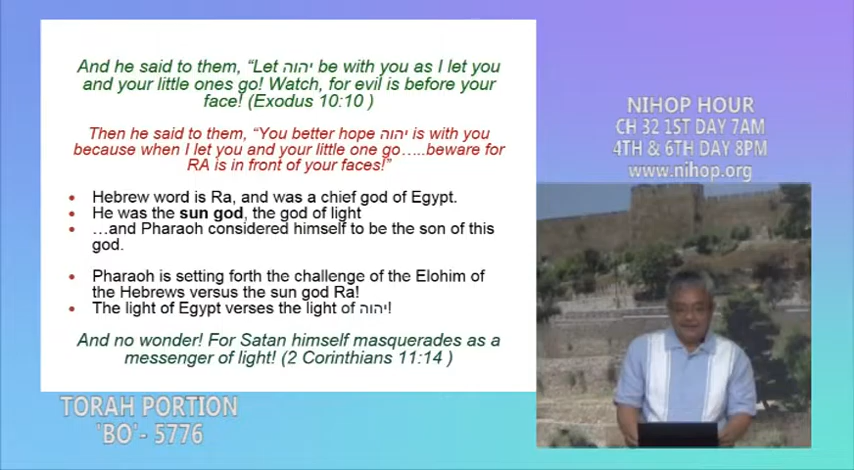 And he said to them, “Let יהוה be with you as I let you
and your little ones go! Watch, for evil is before your
face! (Exodus 10:10 )
Then he said to them, “You better hope יהוה is with you
because when I let you and your little one go…..beware for
RA is in front of your faces!”
• Hebrew word is Ra, and was a chief god of Egypt.
• He was the sun god, the god of light
• …and Pharaoh considered himself to be the son of this
god.
• Pharaoh is setting forth the challenge of the Elohim of
the Hebrews versus the sun god Ra!
• The light of Egypt verses the light of יהוה!
And no wonder! For Satan himself masquerades as a
messenger of light! (2 Corinthians 11:14 )
NIHOP HOUR
CH 32 1ST DAY 7AM
4TH & 6TH DAY 8PM
www.nihop.org
TORAH PORTION
'BO'- 5776